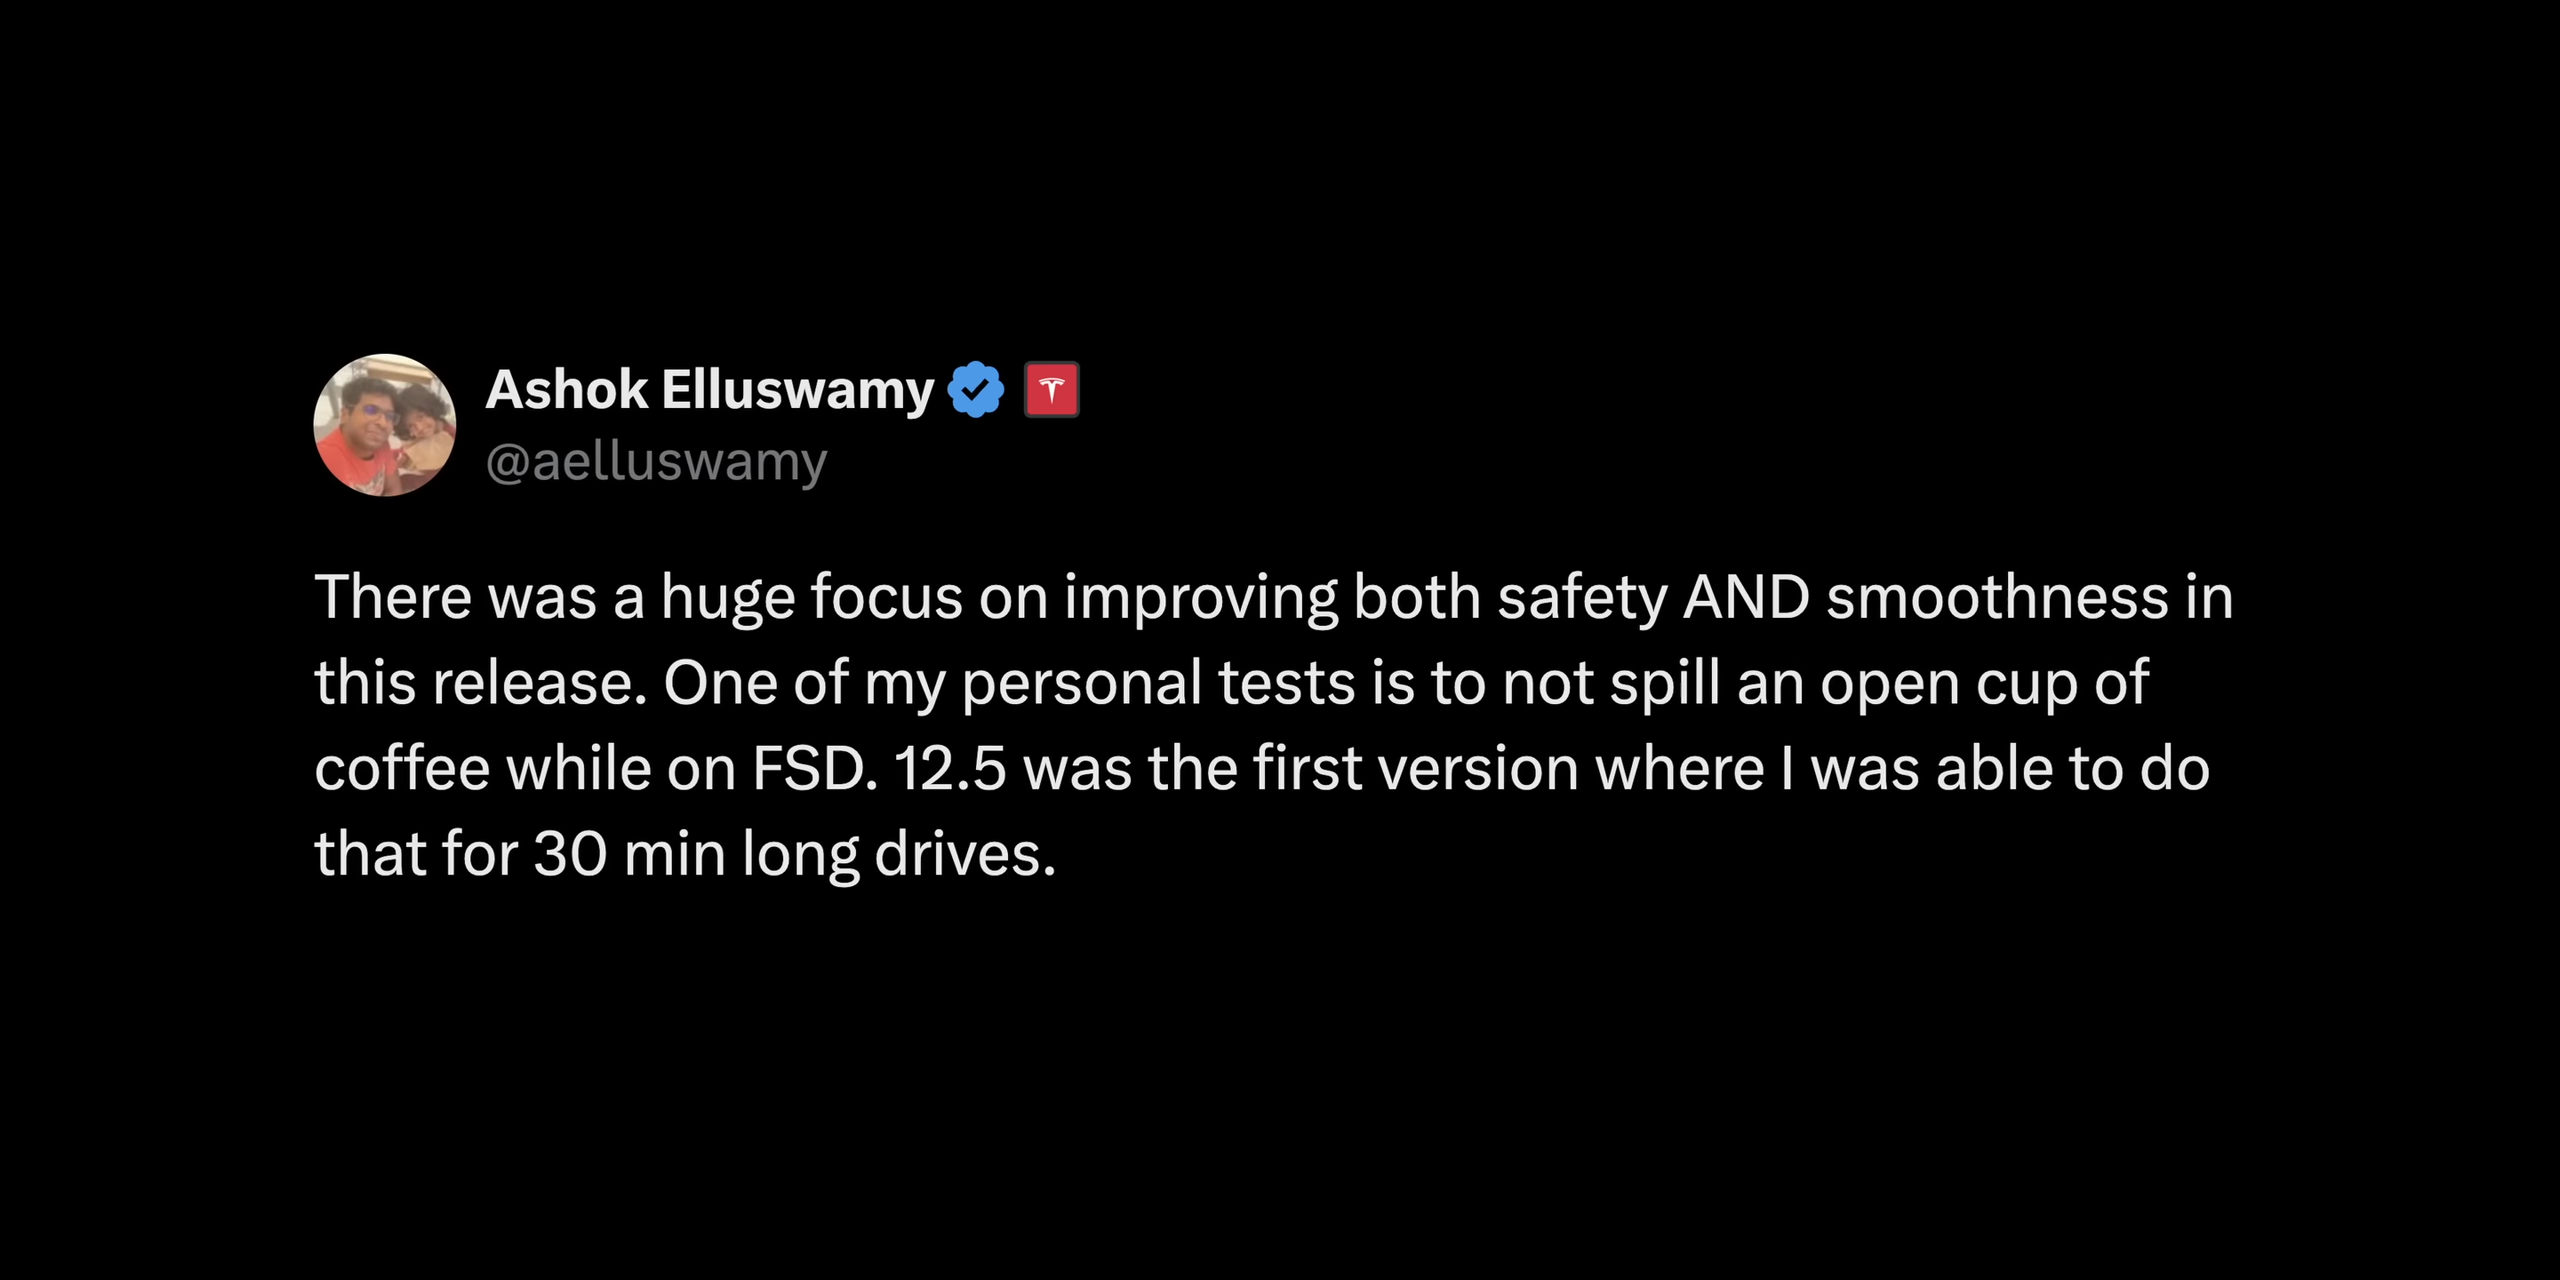 Ashok Elluswamy
@aelluswamy
There was a huge focus on improving both safety AND smoothness in
this release. One of my personal tests is to not spill an open cup of
coffee while on FSD. 12.5 was the first version where I was able to do
that for 30 min long drives.